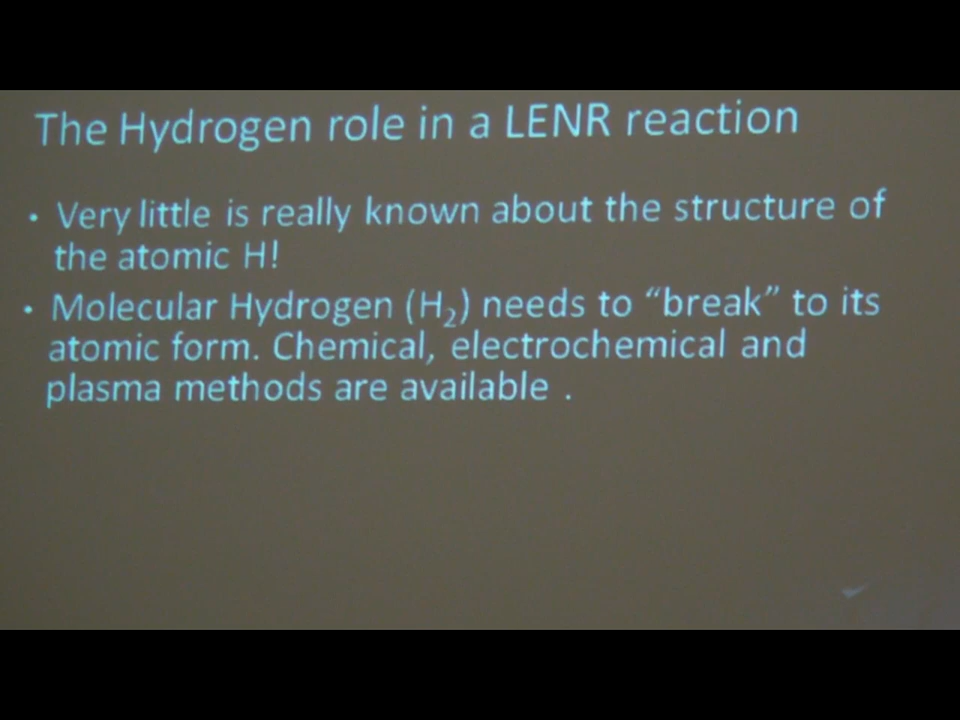 The Hydrogen role in a LENR reaction
• Very little is really known about the structure of
the atomic H!
• Molecular Hydrogen (H₂) needs to “break” to its
atomic form. Chemical, electrochemical and
plasma methods are available .